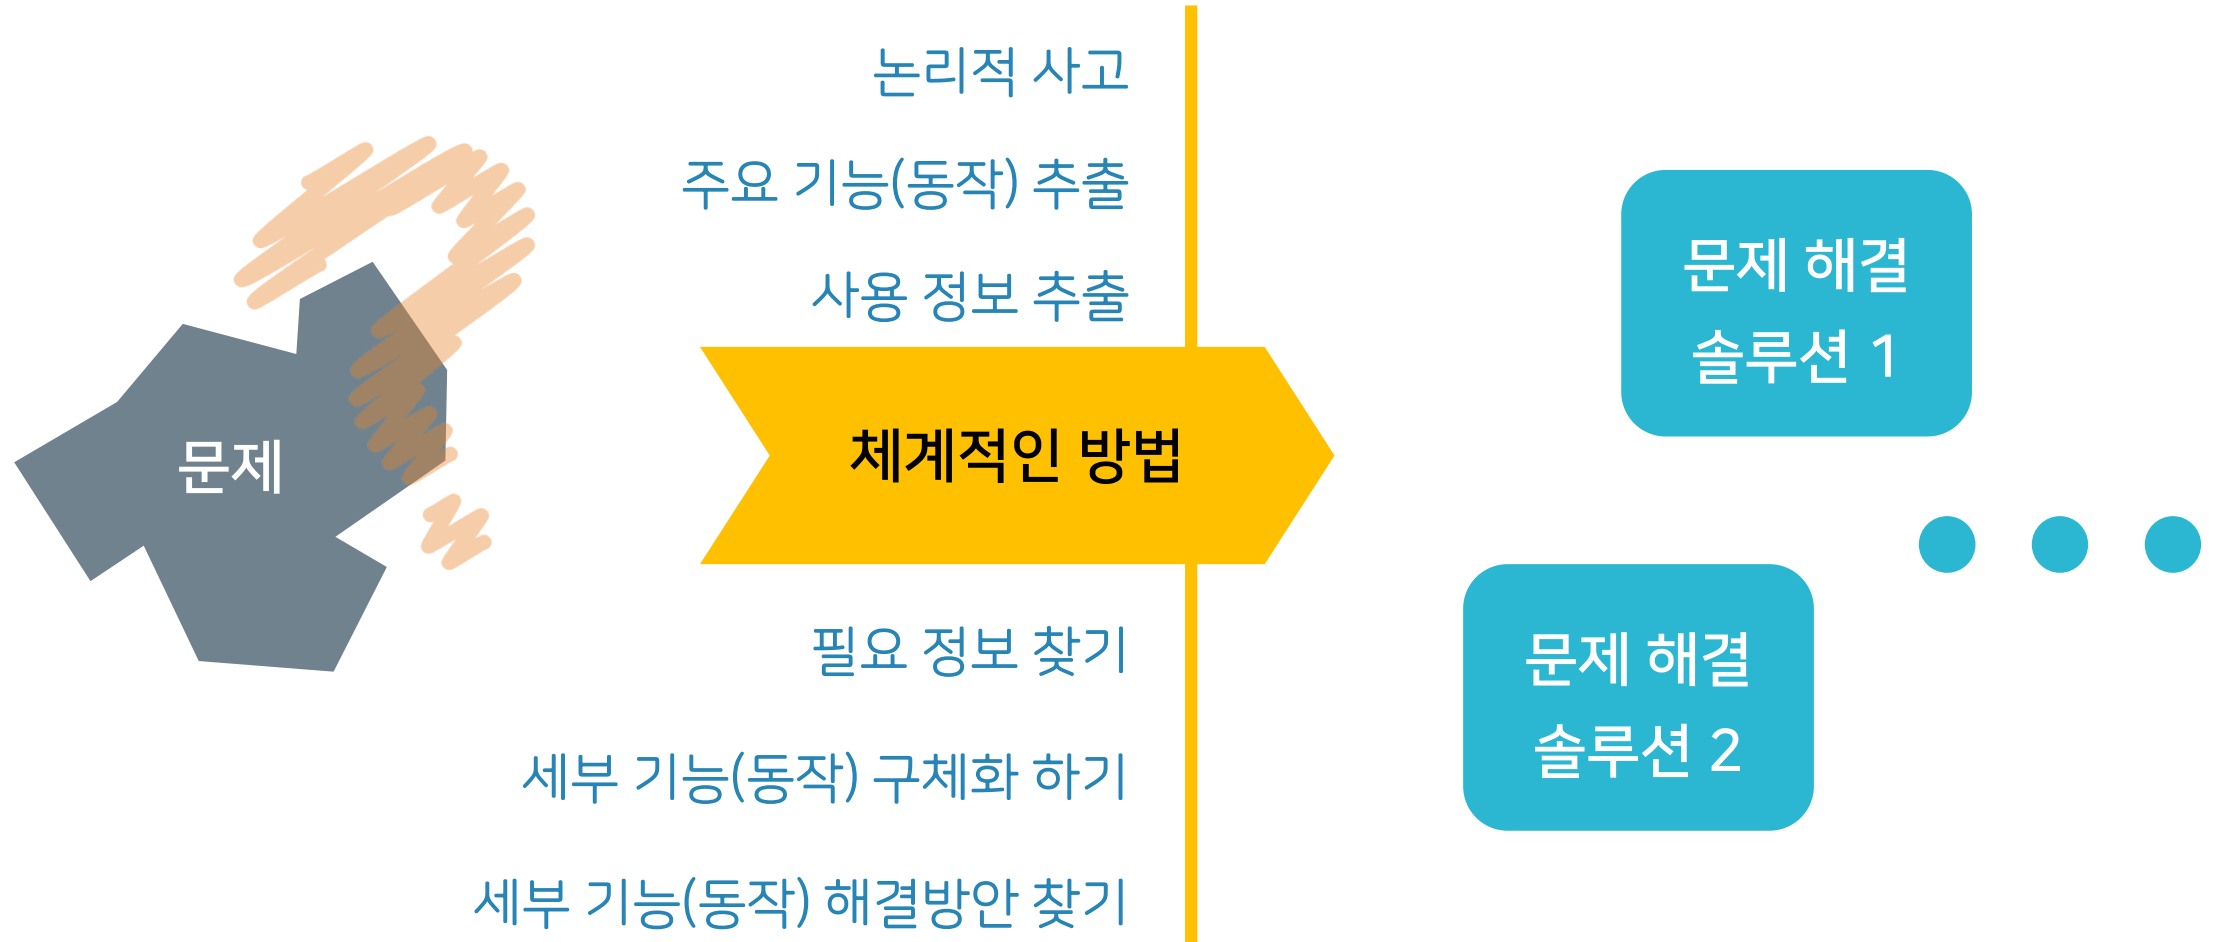 논리적 사고
주요 기능(동작) 추출
사용 정보 추출
문제
체계적인 방법
필요 정보 찾기
세부 기능(동작) 구체화 하기
세부 기능(동작) 해결방안 찾기
문제 해결
솔루션 1
문제 해결
솔루션 2